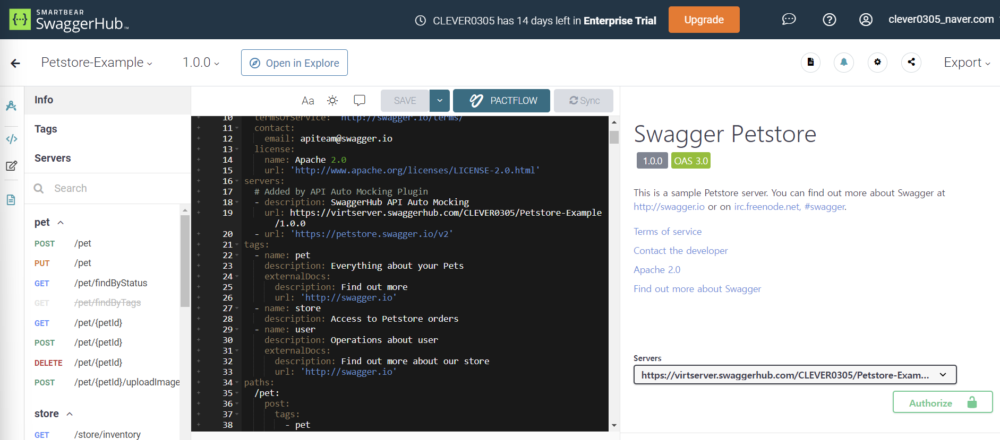 SMARTBEAR
SwaggerHub™
CLEVER0305 has 14 days left in Enterprise Trial
Upgrade
clever0305_naver.com
Petstore-Example
1.0.0
Open in Explore
Export
Info
Tags
Servers
Search
pet
POST /pet
PUT /pet
GET /pet/findByStatus
GET /pet/findByTags
GET /pet/{petId}
POST /pet/{petId}
DELETE /pet/{petId}
POST /pet/{petId}/uploadImage
store
GET /store/inventory
Aa
SAVE
PACTFLOW
Sync
10 termsOfService: 'http://swagger.io/terms/'
11 contact:
12 email: apiteam@swagger.io
13 license:
14 name: Apache 2.0
15 url: 'http://www.apache.org/licenses/LICENSE-2.0.html'
16 servers:
17 # Added by API Auto Mocking Plugin
18 - description: SwaggerHub API Auto Mocking
19 url: https://virtserver.swaggerhub.com/CLEVER0305/Petstore-Example
/1.0.0
20 - url: 'https://petstore.swagger.io/v2'
21 tags:
22 - name: pet
23 description: Everything about your Pets
24 externalDocs:
25 description: Find out more
26 url: 'http://swagger.io'
27 - name: store
28 description: Access to Petstore orders
29 - name: user
30 description: Operations about user
31 externalDocs:
32 description: Find out more about our store
33 url: 'http://swagger.io'
34 paths:
35 /pet:
36 post:
37 tags:
38 - pet
Swagger Petstore
1.0.0 OAS 3.0
This is a sample Petstore server. You can find out more about Swagger at
http://swagger.io or on irc.freenode.net, #swagger.
Terms of service
Contact the developer
Apache 2.0
Find out more about Swagger
Servers
https://virtserver.swaggerhub.com/CLEVER0305/Petstore-Exam...
Authorize